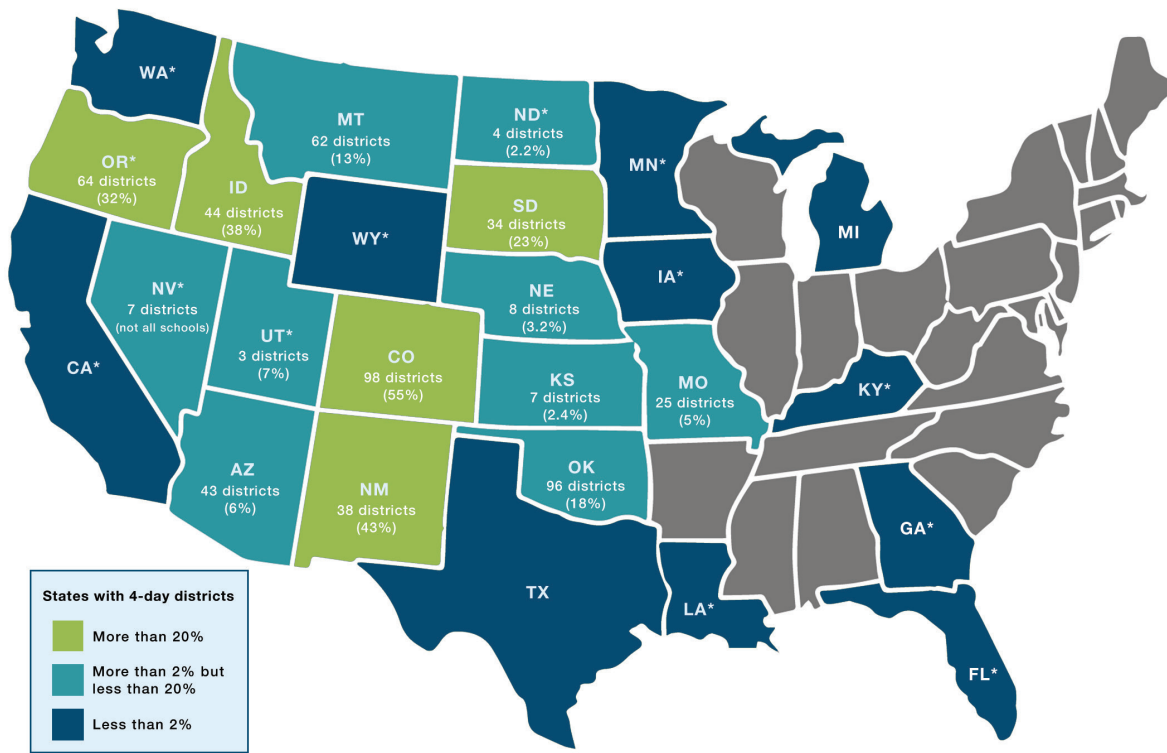 WA*
MT
62 districts
(13%)
ND*
4 districts
(2.2%)
MN*
OR*
64 districts
(32%)
ID
44 districts
(38%)
WY*
SD
34 districts
(23%)
MI
IA*
NV*
7 districts
(not all schools)
UT*
3 districts
(7%)
NE
8 districts
(3.2%)
CA*
CO
98 districts
(55%)
KS
7 districts
(2.4%)
MO
25 districts
(5%)
KY*
AZ
43 districts
(6%)
NM
38 districts
(43%)
OK
96 districts
(18%)
GA*
TX
LA*
FL*
States with 4-day districts
More than 20%
More than 2% but
less than 20%
Less than 2%